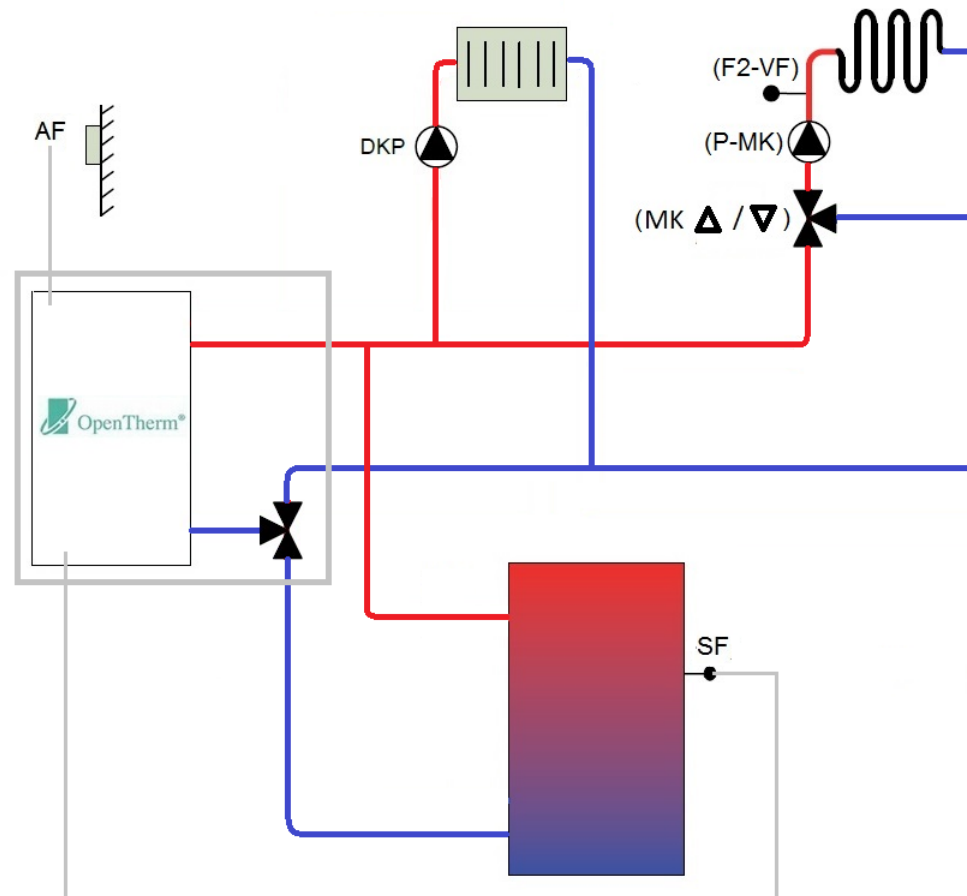 (F2-VF)
AF
DKP
(P-MK)
(MK △ / ▽)
OpenTherm®
SF